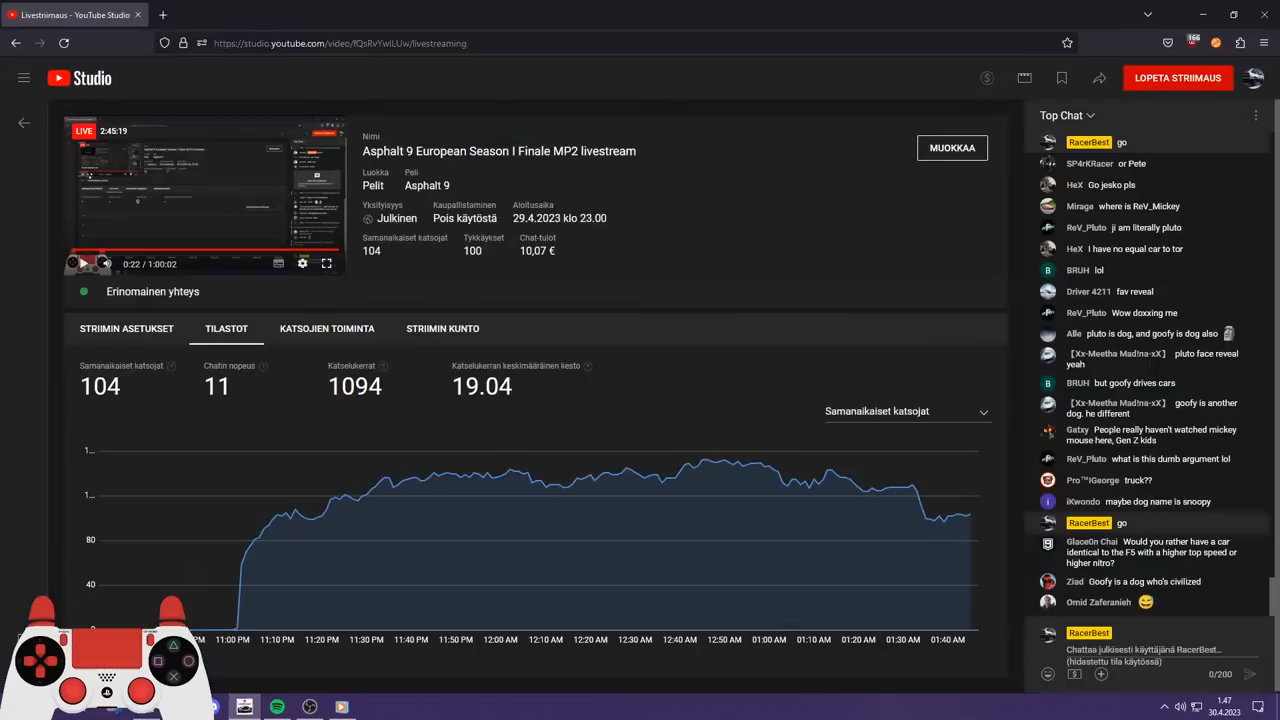 Livestriimaus - YouTube Studio
https://studio.youtube.com/video/fQsRvYwILUw/livestreaming
166
Studio
LOPETA STRIIMAUS
LIVE 2:45:19
0:22 / 1:00:02
Nimi
Asphalt 9 European Season I Finale MP2 livestream
MUOKKAA
Luokka Peli
Pelit Asphalt 9
Yksityisyys Kaupallistaminen Aloitusaika
Julkinen Pois käytöstä 29.4.2023 klo 23.00
Samanaikaiset katsojat Tykkäykset Chat-tulot
104 100 10,07 €
Erinomainen yhteys
STRIIMIN ASETUKSET TILASTOT KATSOJIEN TOIMINTA STRIIMIN KUNTO
Samanaikaiset katsojat Chatin nopeus Katselukerrat Katselukerran keskimääräinen kesto
104 11 1094 19.04
Samanaikaiset katsojat
1...
1...
80
40
PM 11:00 PM 11:10 PM 11:20 PM 11:30 PM 11:40 PM 11:50 PM 12:00 AM 12:10 AM 12:20 AM 12:30 AM 12:40 AM 12:50 AM 01:00 AM 01:10 AM 01:20 AM 01:30 AM 01:40 AM
Top Chat
RacerBest go
SP4rKRacer or Pete
HeX Go jesko pls
Mirage where is ReV_Mickey
ReV_Pluto ji am literally pluto
HeX I have no equal car to tor
B BRUH lol
Driver 4211 fav reveal
ReV_Pluto Wow doxxing me
Alle pluto is dog, and goofy is dog also
【Xx-Meetha Mad!na-xX】 pluto face reveal
yeah
B BRUH but goofy drives cars
【Xx-Meetha Mad!na-xX】 goofy is another
dog. he different
Gatxy People really haven't watched mickey
mouse here, Gen Z kids
ReV_Pluto what is this dumb argument lol
Pro™IGeorge truck??
i iKwondo maybe dog name is snoopy
RacerBest go
Glace0n Chai Would you rather have a car
identical to the F5 with a higher top speed or
higher nitro?
Ziad Goofy is a dog who's civilized
Omid Zaferanieh
RacerBest
Chattaa julkisesti käyttäjänä RacerBest...
(hidastettu tila käytössä)
0/200
1.47
30.4.2023